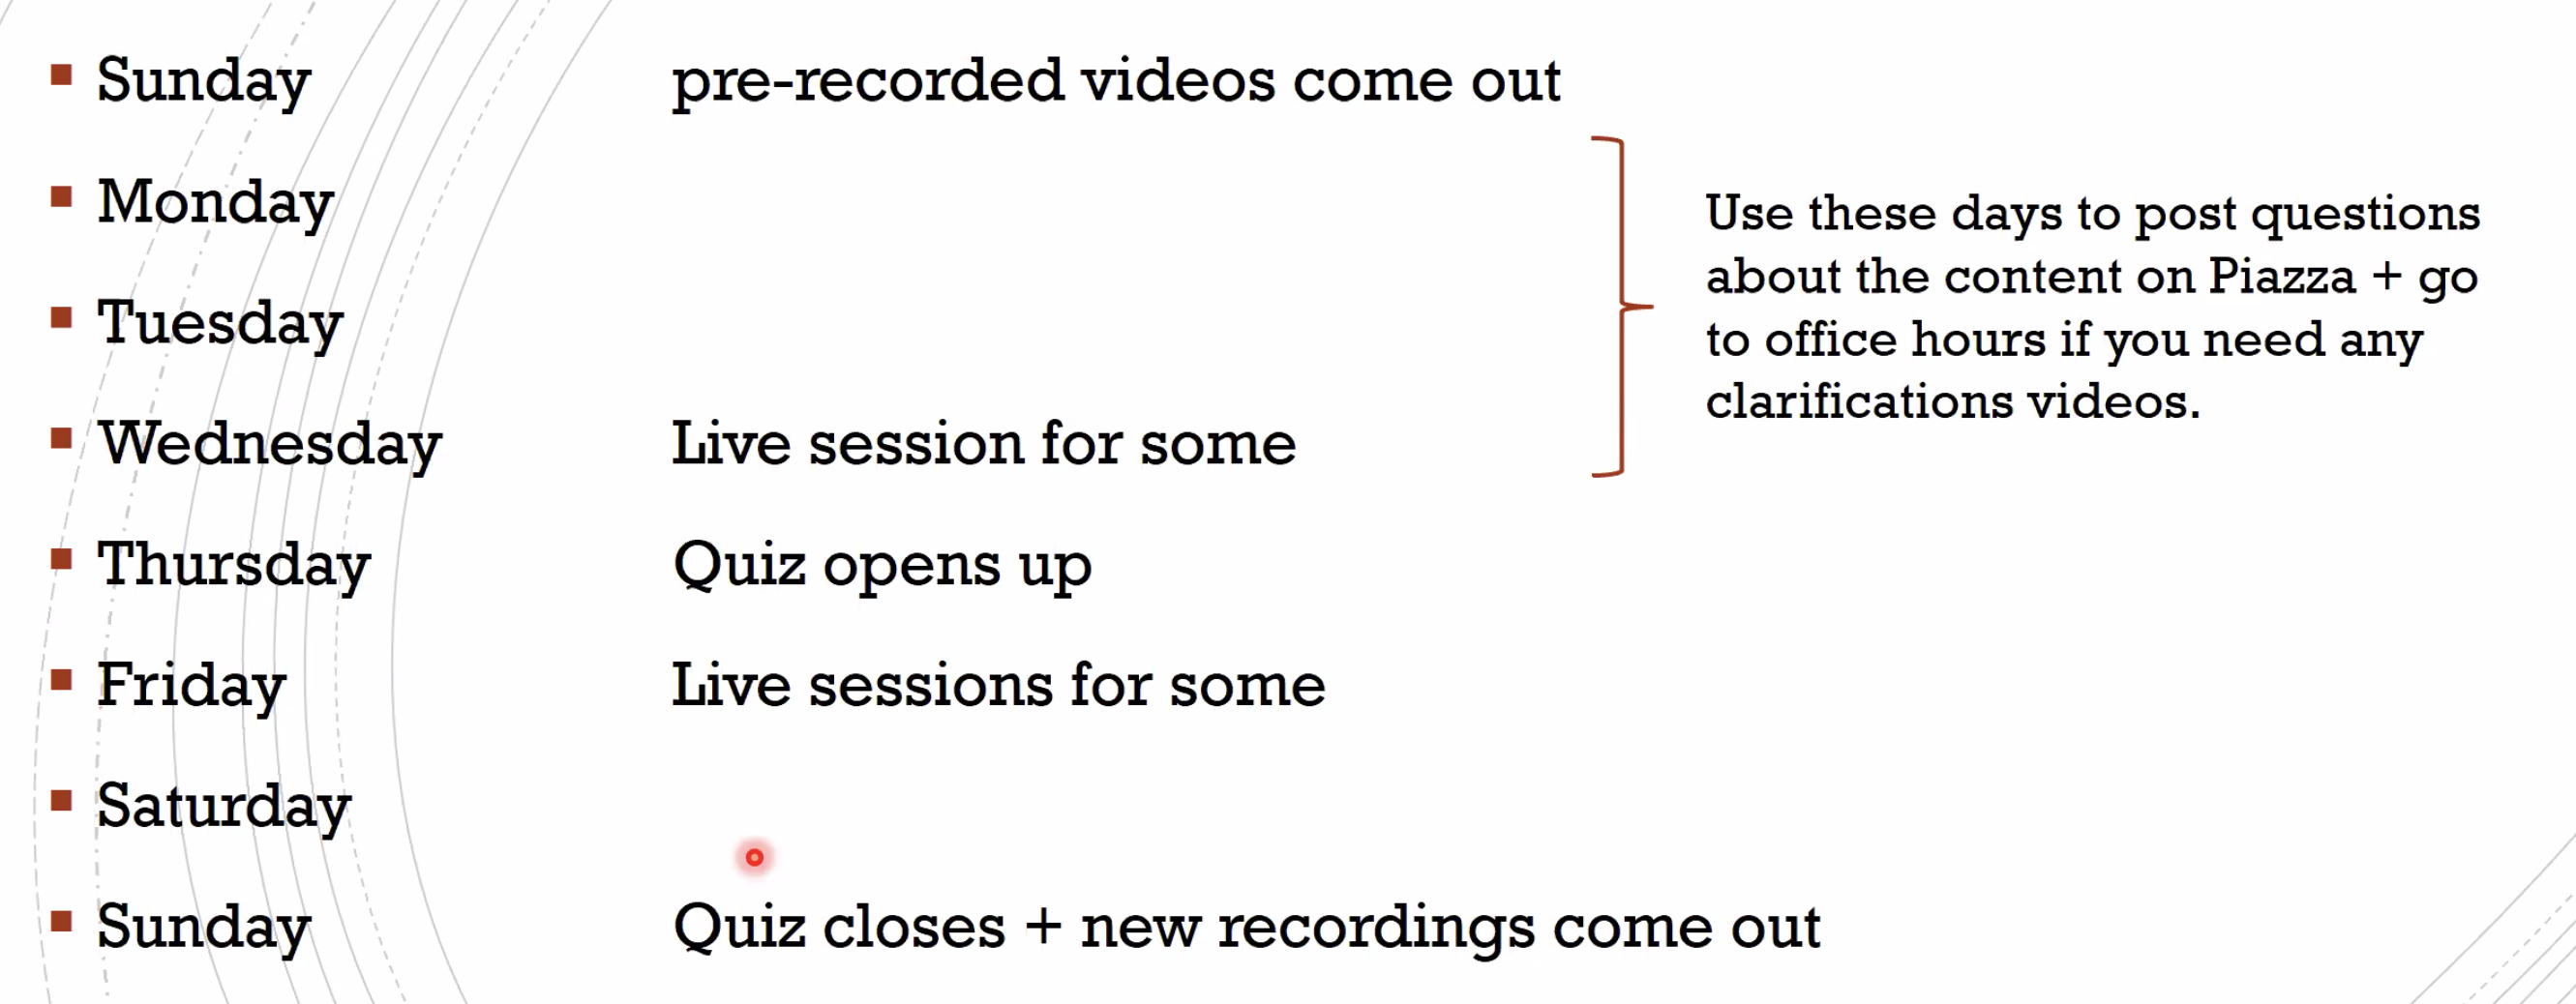 Sunday pre-recorded videos come out
Monday
Tuesday
Wednesday Live session for some
Use these days to post questions
about the content on Piazza + go
to office hours if you need any
clarifications videos.
Thursday Quiz opens up
Friday Live sessions for some
Saturday
Sunday Quiz closes + new recordings come out